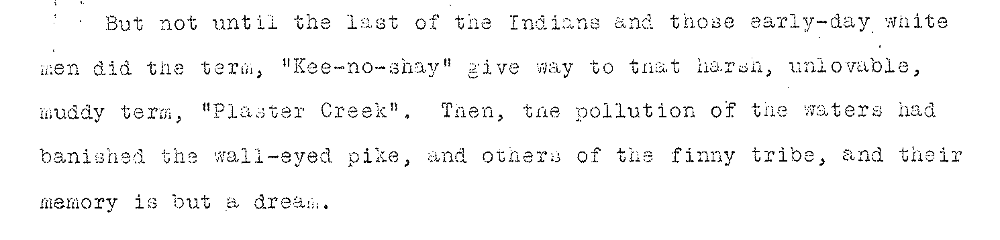 But not until the last of the Indians and those early-day white
men did the term, "Kee-no-shay" give way to that harsh, unlovable,
muddy term, "Plaster Creek". Then, the pollution of the waters had
banished the wall-eyed pike, and others of the finny tribe, and their
memory is but a dream.